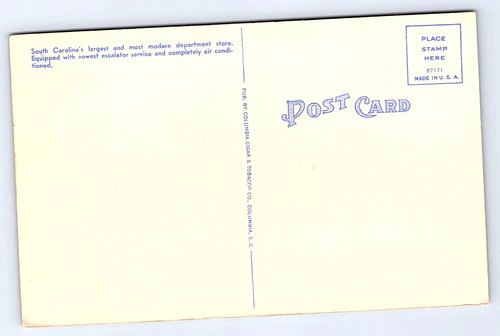 South Carolina's largest and most modern department store.
Equipped with newest escalator service and completely air condi-
tioned.
PUB. BY COLUMBIA CIGAR & TOBACCO CO., COLUMBIA, S. C.
PLACE
STAMP
HERE
87171
MADE IN U. S. A.
POST CARD